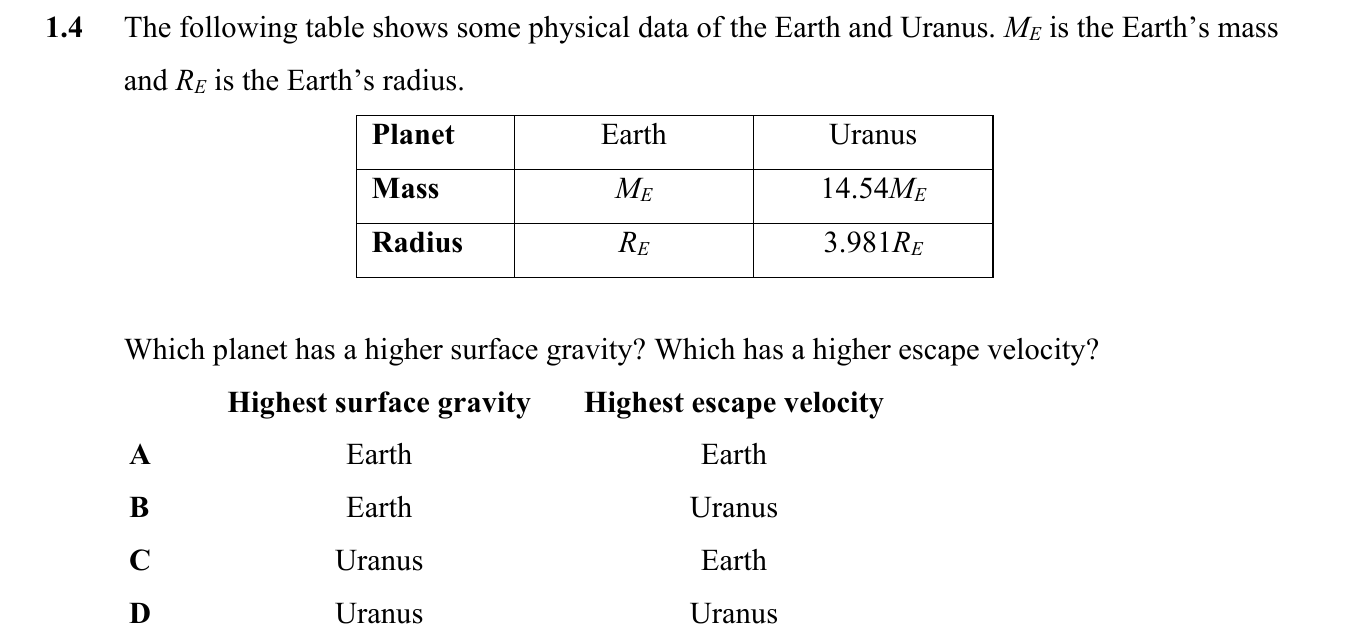 1.4 The following table shows some physical data of the Earth and Uranus. M_E is the Earth’s mass
and R_E is the Earth’s radius.
Planet Earth Uranus
Mass M_E 14.54M_E
Radius R_E 3.981R_E
Which planet has a higher surface gravity? Which has a higher escape velocity?
Highest surface gravity Highest escape velocity
A Earth Earth
B Earth Uranus
C Uranus Earth
D Uranus Uranus